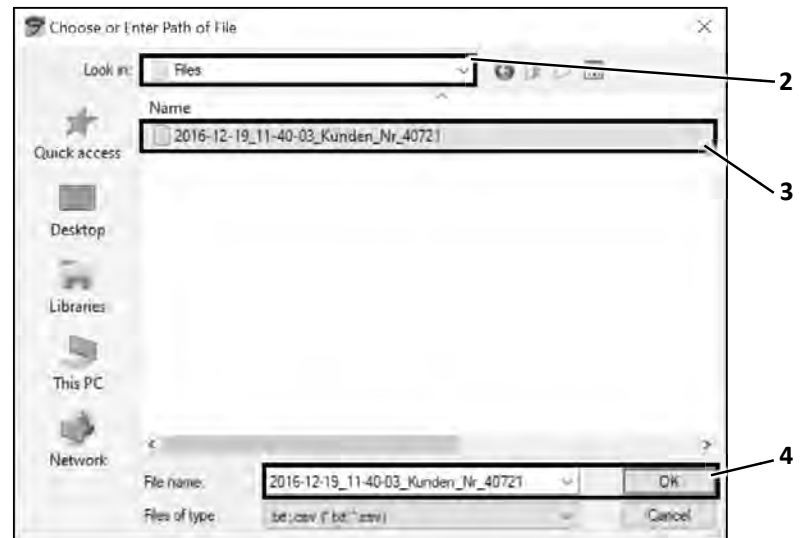 Choose or Enter Path of File
Look in: Files
2
Name
2016-12-19_11-40-03_Kunden_Nr_40721
3
Quick access
Desktop
Libraries
This PC
Network
File name: 2016-12-19_11-40-03_Kunden_Nr_40721 OK
4
Files of type Cancel